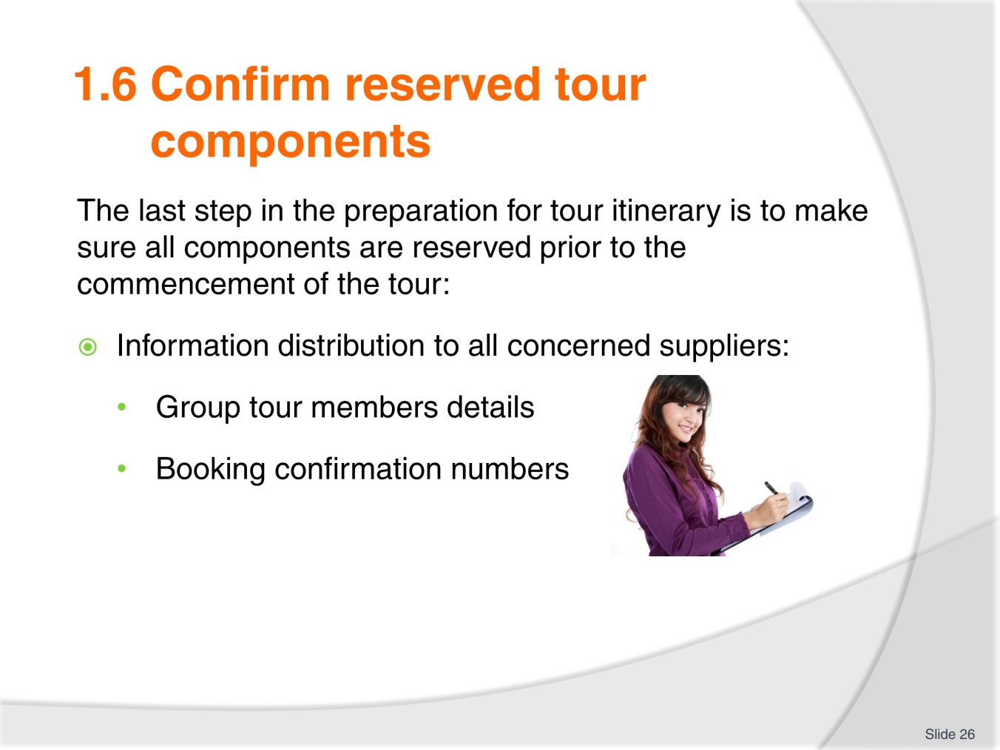 1.6 Confirm reserved tour
components
The last step in the preparation for tour itinerary is to make
sure all components are reserved prior to the
commencement of the tour:
Information distribution to all concerned suppliers:
• Group tour members details
• Booking confirmation numbers
Slide 26